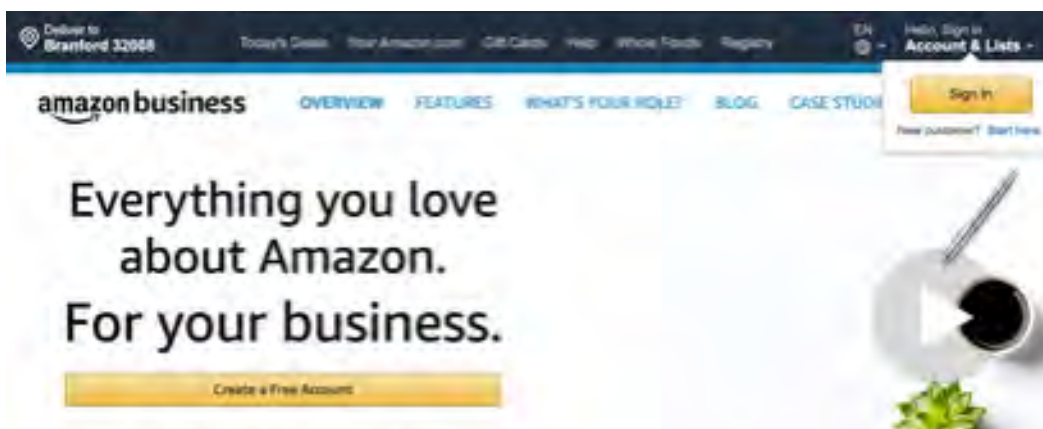 Deliver to
Branford 32008
Today's Deals Your Amazon.com Gift Cards Help Whole Foods Registry
EN
Hello, Sign in
Account & Lists
Sign in
New customer? Start here
amazon business
OVERVIEW FEATURES WHAT'S YOUR ROLE? BLOG CASE STUDI
Everything you love
about Amazon.
For your business.
Create a Free Account